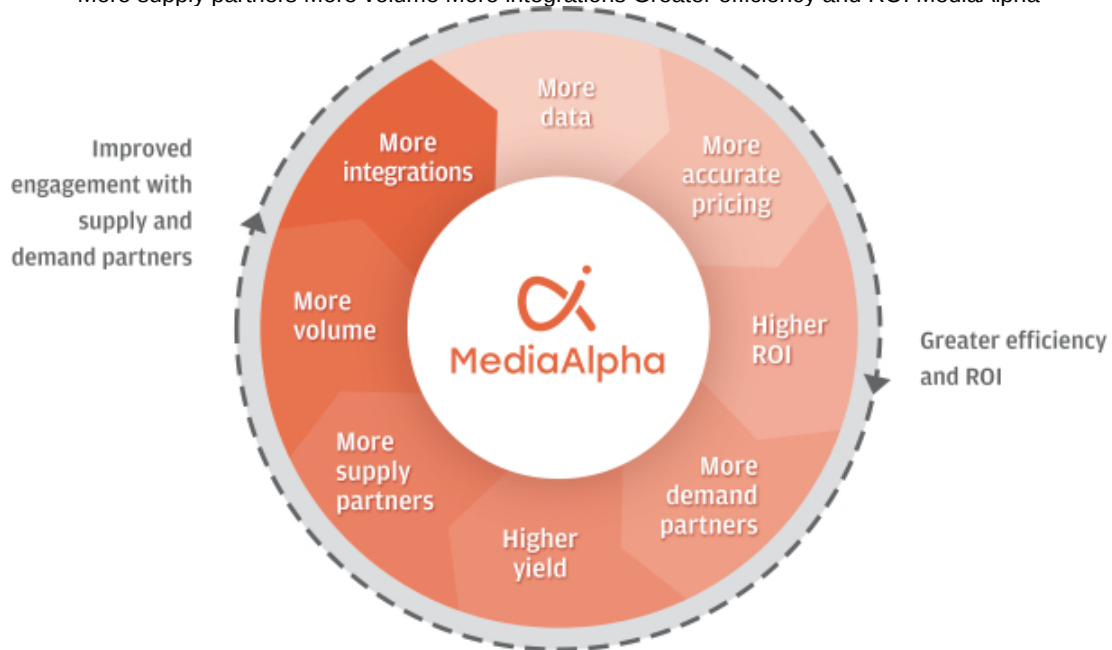 More supply partners More volume More integrations Greater efficiency and ROI MediaAlpha
More
data
More
accurate
pricing
Higher
ROI
More
demand
partners
Higher
yield
More
supply
partners
More
volume
More
integrations
Improved
engagement with
supply and
demand partners
Greater efficiency
and ROI
MediaAlpha